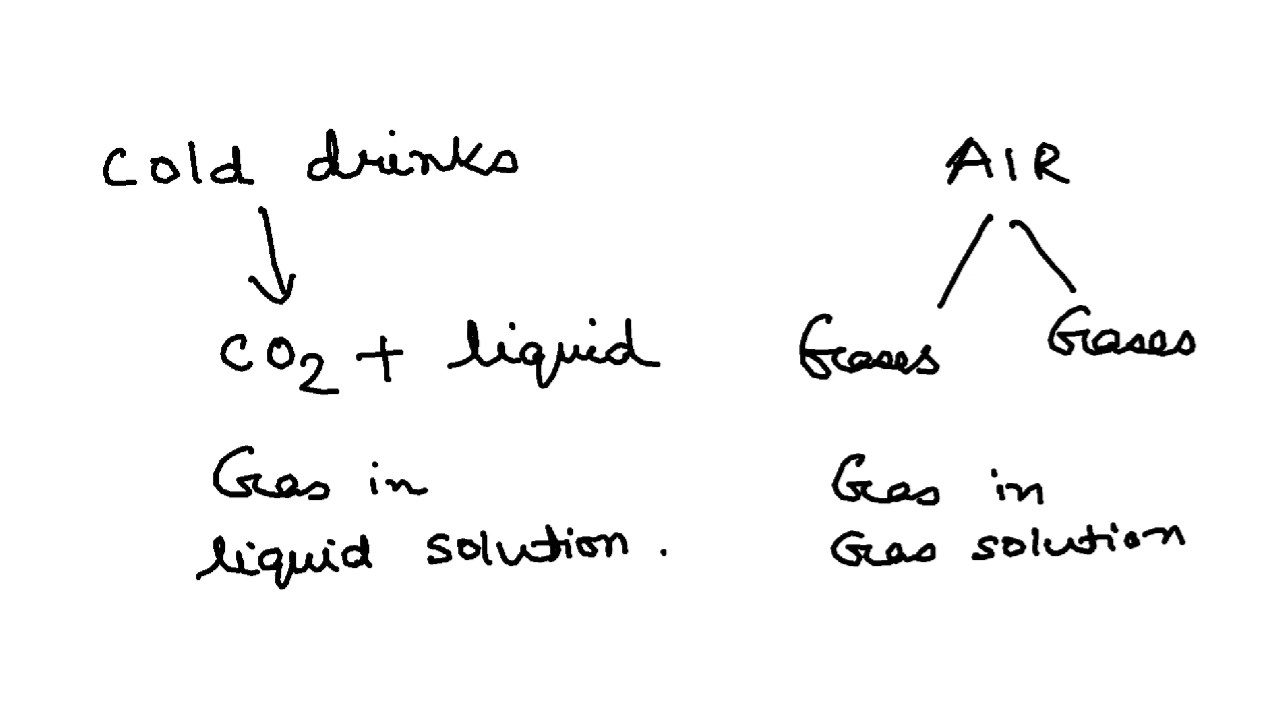 Cold drinks
↓
CO2 + liquid
Gas in
liquid solution.
AIR
Gases Gases
Gas in
Gas solution